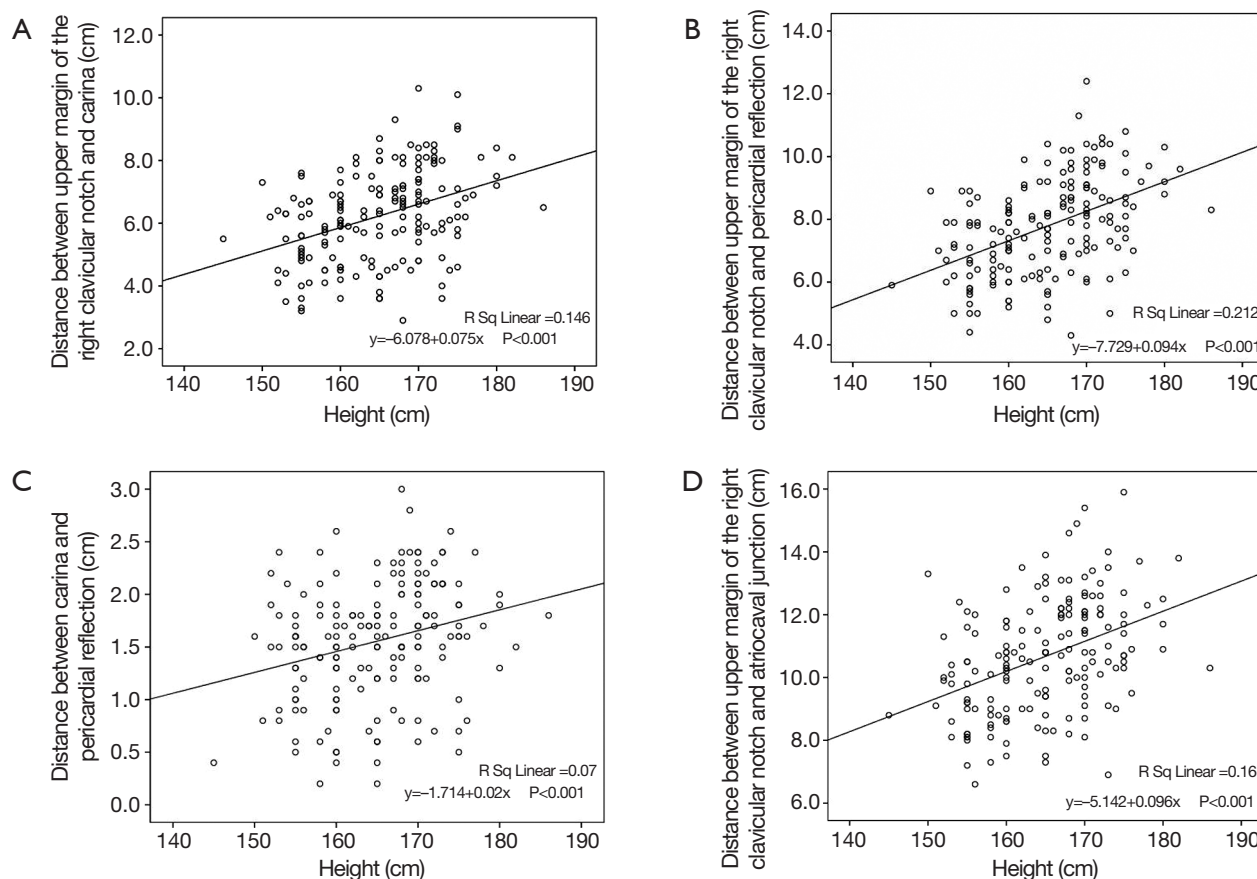 A
Distance between upper margin of the
right clavicular notch and carina (cm)
12.0
10.0
8.0
6.0
4.0
2.0
R Sq Linear =0.146
y=–6.078+0.075x P<0.001
140 150 160 170 180 190
Height (cm)
B
Distance between upper margin of the right
clavicular notch and pericardial reflection (cm)
14.0
12.0
10.0
8.0
6.0
4.0
R Sq Linear =0.212
y=–7.729+0.094x P<0.001
140 150 160 170 180 190
Height (cm)
C
Distance between carina and
pericardial reflection (cm)
3.0
2.5
2.0
1.5
1.0
0.5
0.0
R Sq Linear =0.07
y=–1.714+0.02x P<0.001
140 150 160 170 180 190
Height (cm)
D
Distance between upper margin of the right
clavicular notch and atriocaval junction (cm)
16.0
14.0
12.0
10.0
8.0
6.0
R Sq Linear =0.16
y=–5.142+0.096x P<0.001
140 150 160 170 180 190
Height (cm)